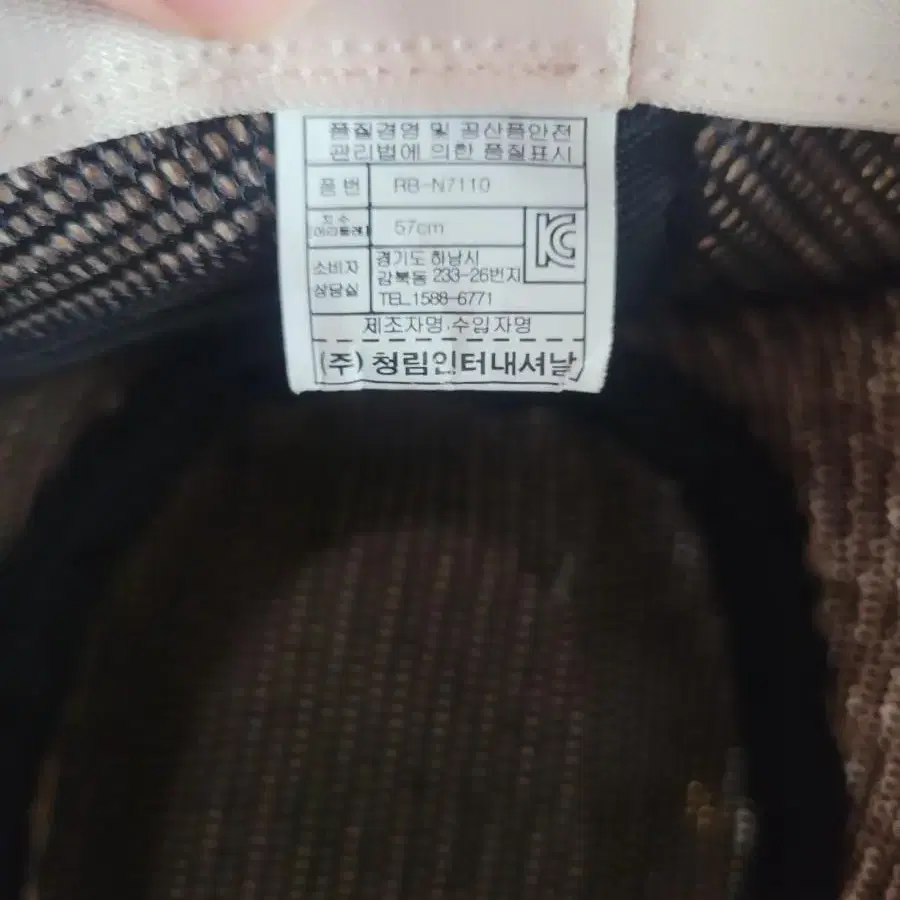 품질경영 및 공산품안전
관리법에 의한 품질표시
품 번 RB-N7110
치수 57cm
(머리둘레)
KC
소비자 경기도 하남시
상담실 감북동 233-26번지
TEL.1588-6771
제조자명,수입자명
(주) 청림인터내셔날